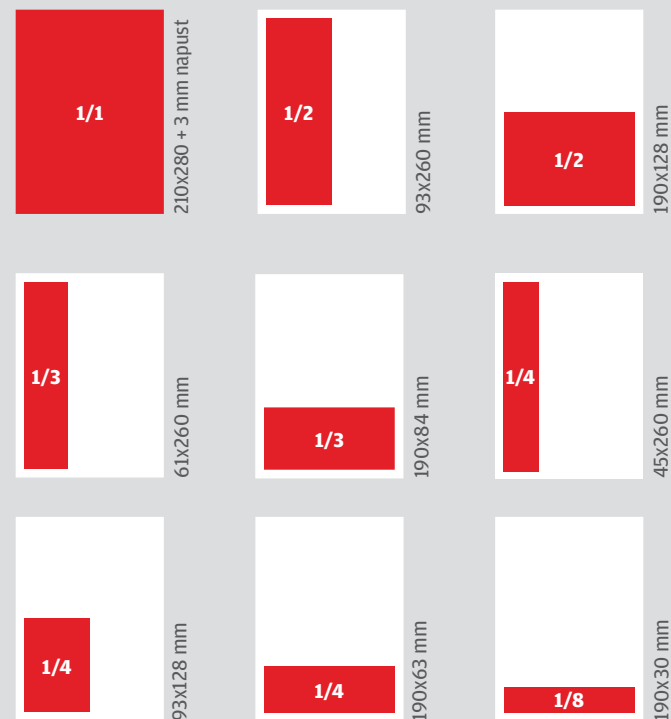 1/1
210x280 + 3 mm napust
1/2
93x260 mm
1/2
190x128 mm
1/3
61x260 mm
1/3
190x84 mm
1/4
45x260 mm
1/4
93x128 mm
1/4
190x63 mm
1/8
190x30 mm